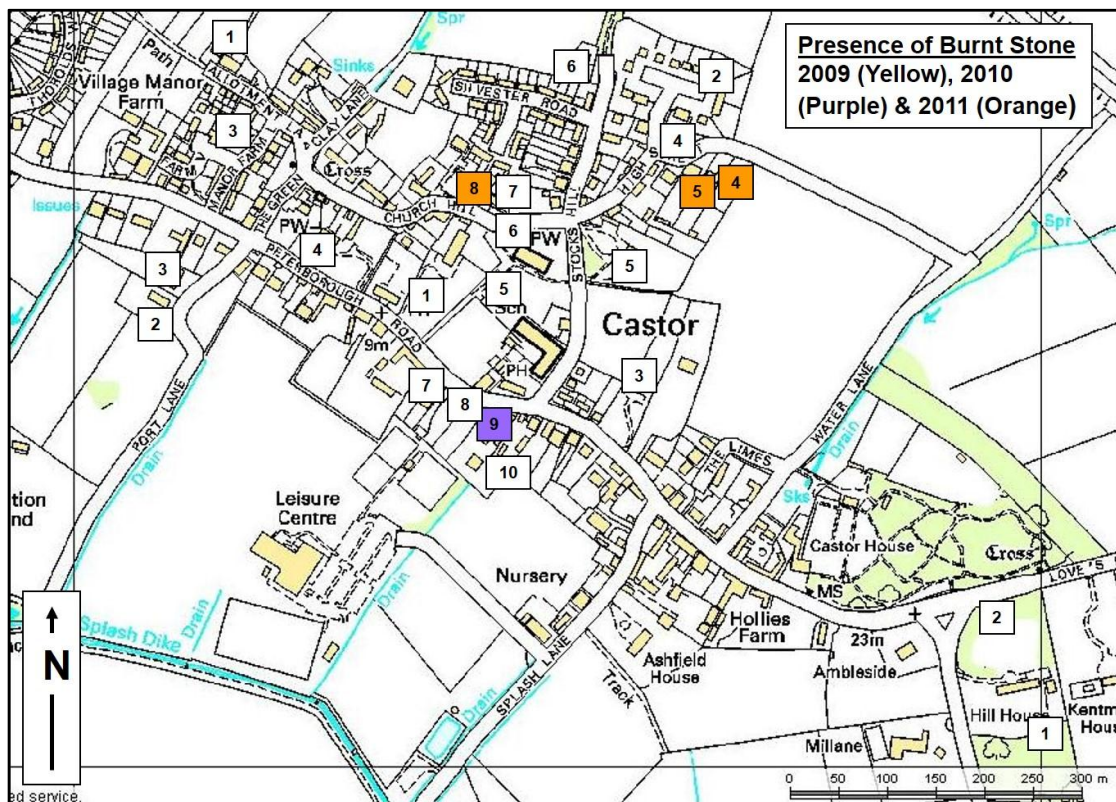 Presence of Burnt Stone
2009 (Yellow), 2010
(Purple) & 2011 (Orange)
Spr
1
Path
Sinks
6
2
ALLOTMENT
Village Manor
Farm
SILVESTER ROAD
CLAY LANE
3
4
MANOR FARM
FARM
Cross
8
7
5
4
HIGH
Issues
THE GREEN
CHURCH HILL
6
PW
PW
STOCKS HILL
4
3
5
PETERBOROUGH
ROAD
1
5
Sch
Spr
2
9m
Castor
PH
3
7
8
9
WATER LANE
PORT LANE
Drain
10
THE LIMES
Drain
Sks
Leisure
Centre
Castor House
Cross
Nursery
Drain
MS
LOVE'S
Hollies
Farm
2
Drain
Splash Dike
23m
N
Ashfield
House
Ambleside
SPLASH LANE
Track
Drain
Hill House
1
Millane
0 50 100 150 200 250 300 m
ed service.